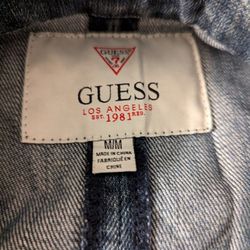 GUESS
?
GUESS
LOS ANGELES
EST. 1981 REG.
M/M
MADE IN CHINA
FABRIQUÉ EN
CHINE